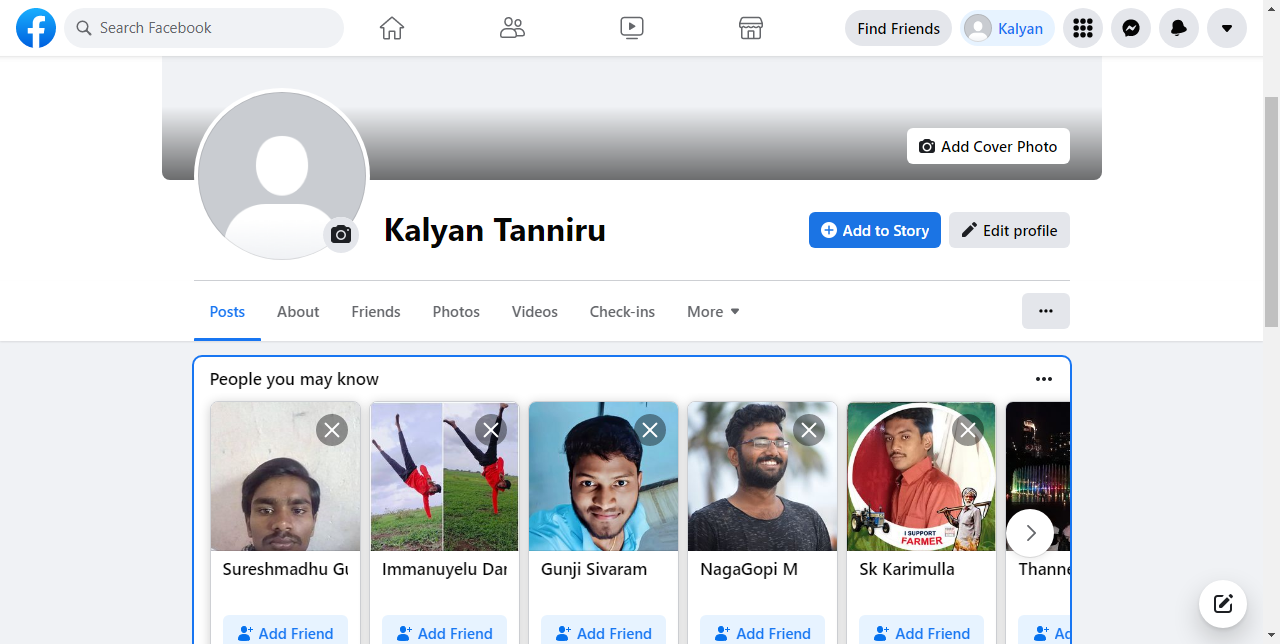 Search Facebook
Find Friends
Kalyan
Add Cover Photo
Kalyan Tanniru
Add to Story
Edit profile
Posts About Friends Photos Videos Check-ins More
People you may know
I SUPPORT
FARMER
Sureshmadhu Gu Immanuyelu Dar Gunji Sivaram NagaGopi M Sk Karimulla Thanne
Add Friend Add Friend Add Friend Add Friend Add Friend Ad